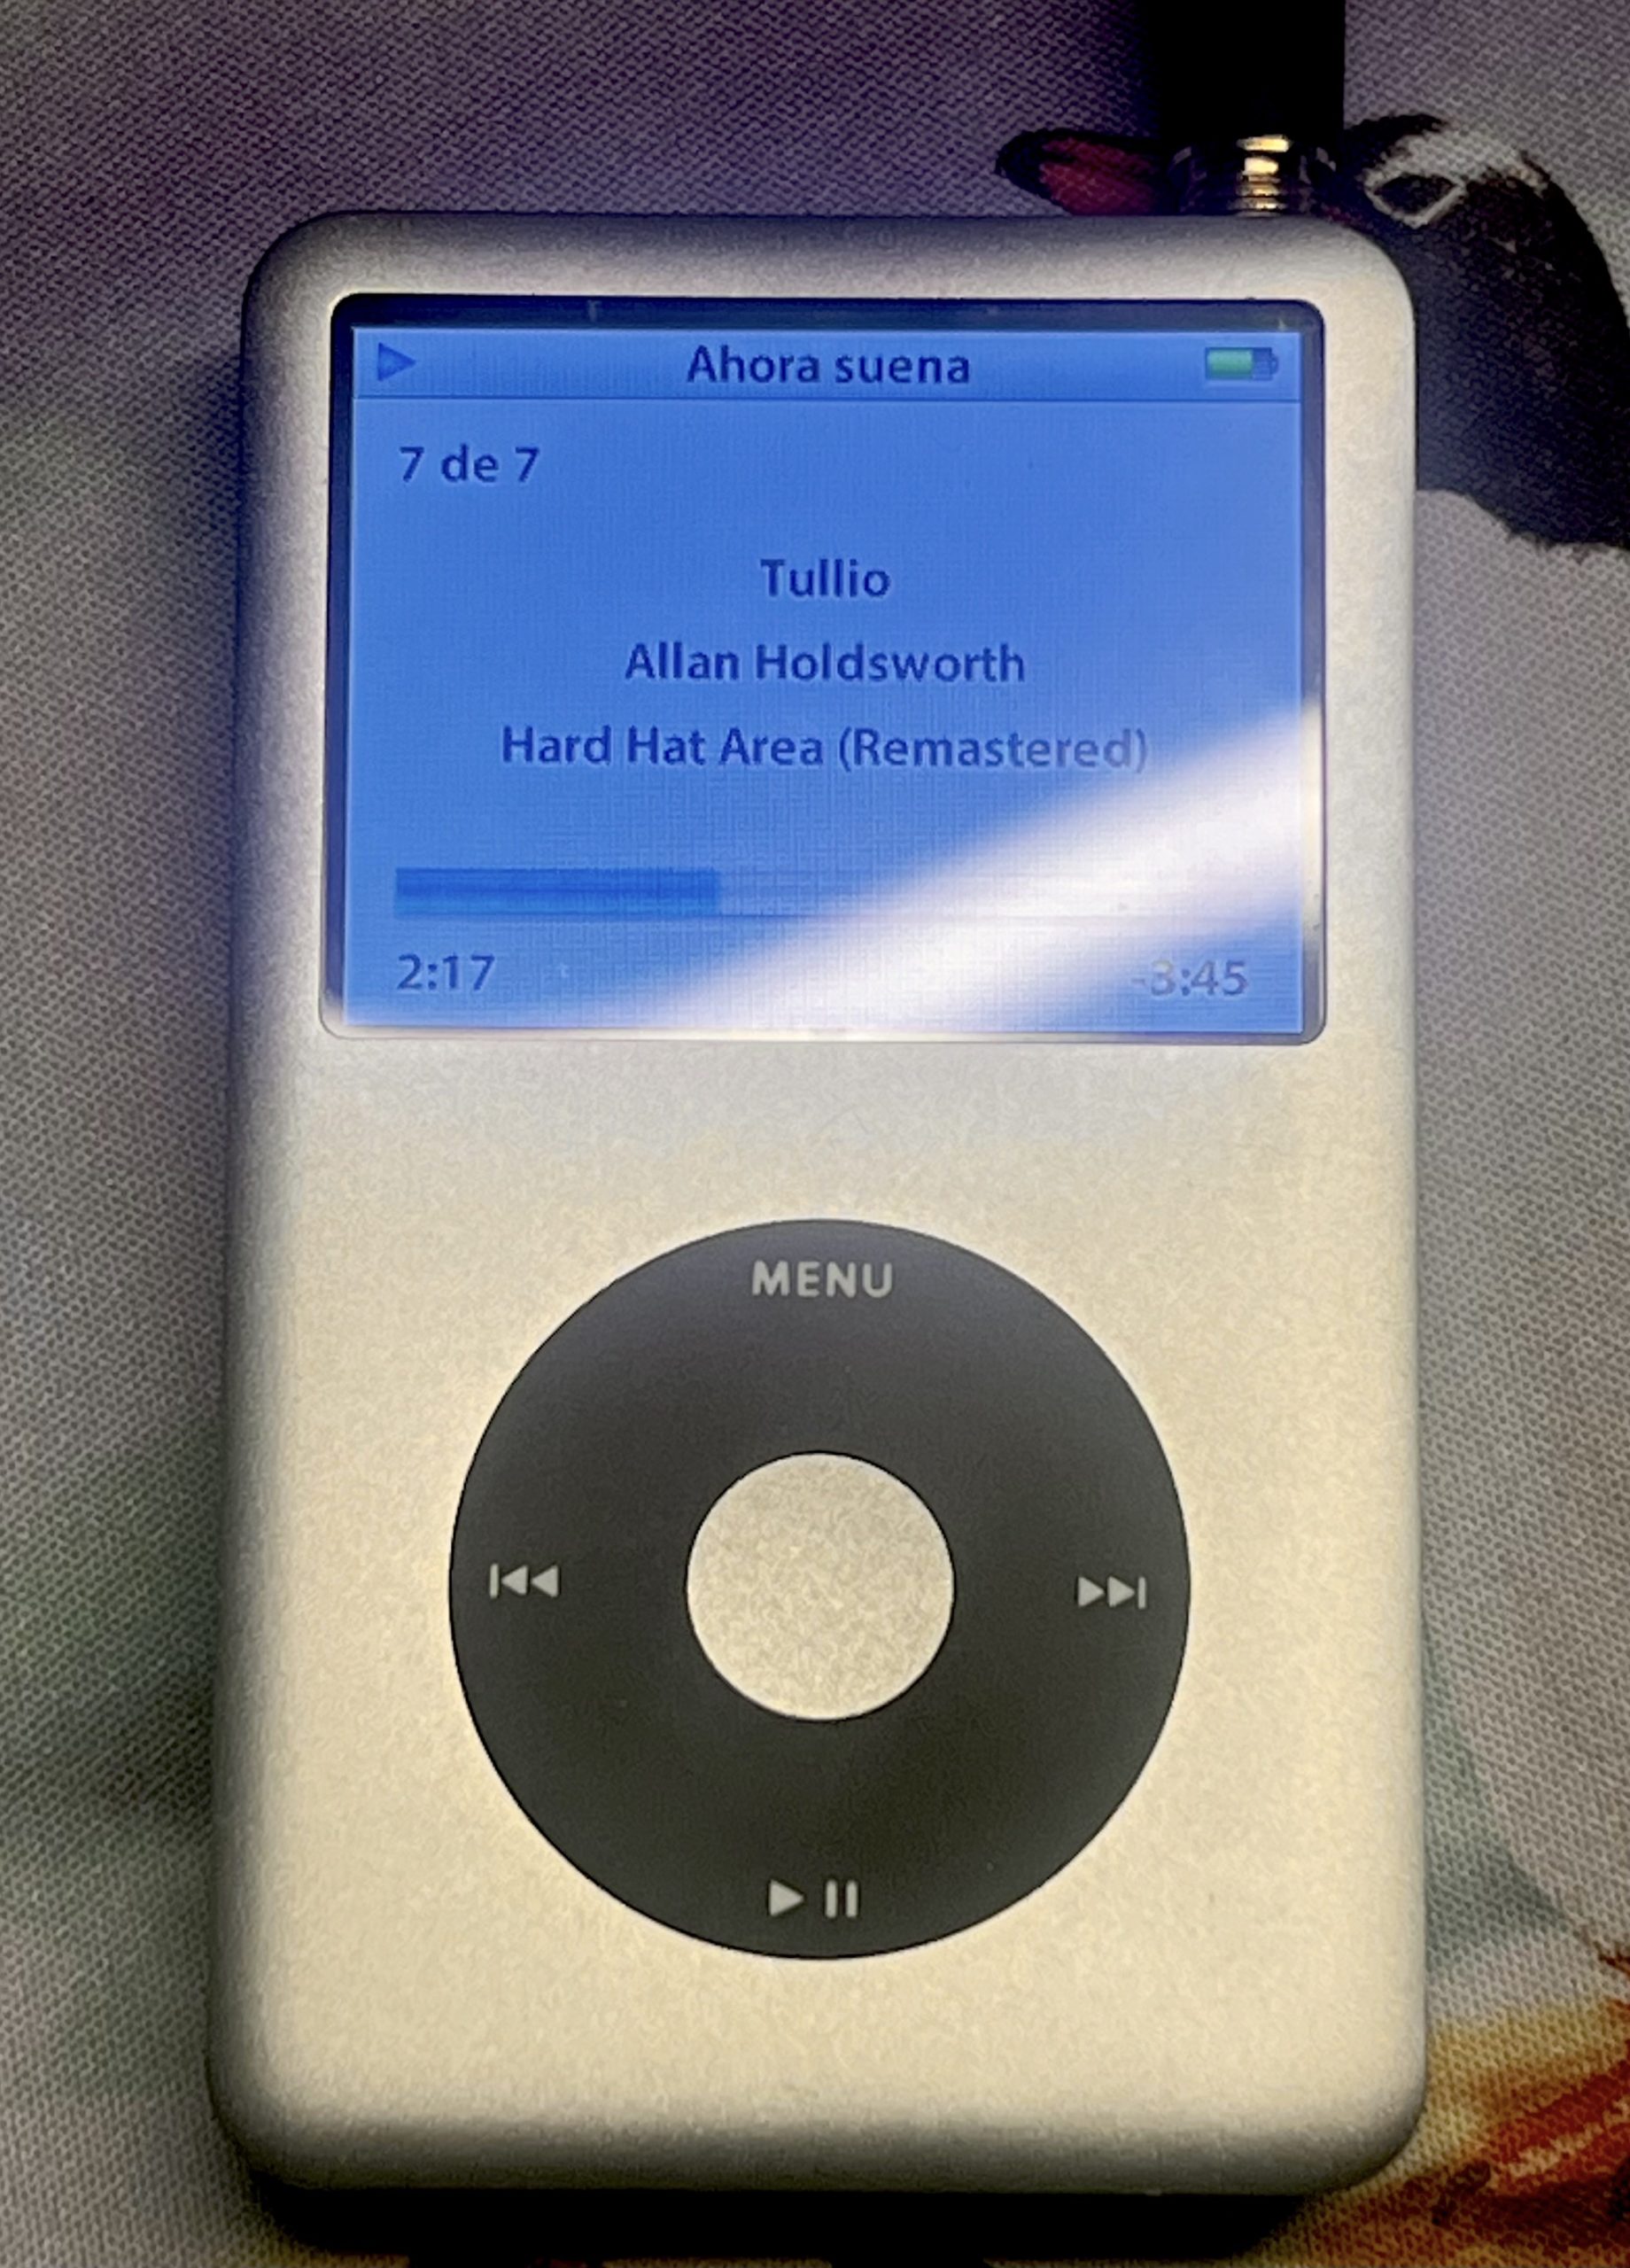 Ahora suena
7 de 7
Tullio
Allan Holdsworth
Hard Hat Area (Remastered)
2:17 -3:45
MENU